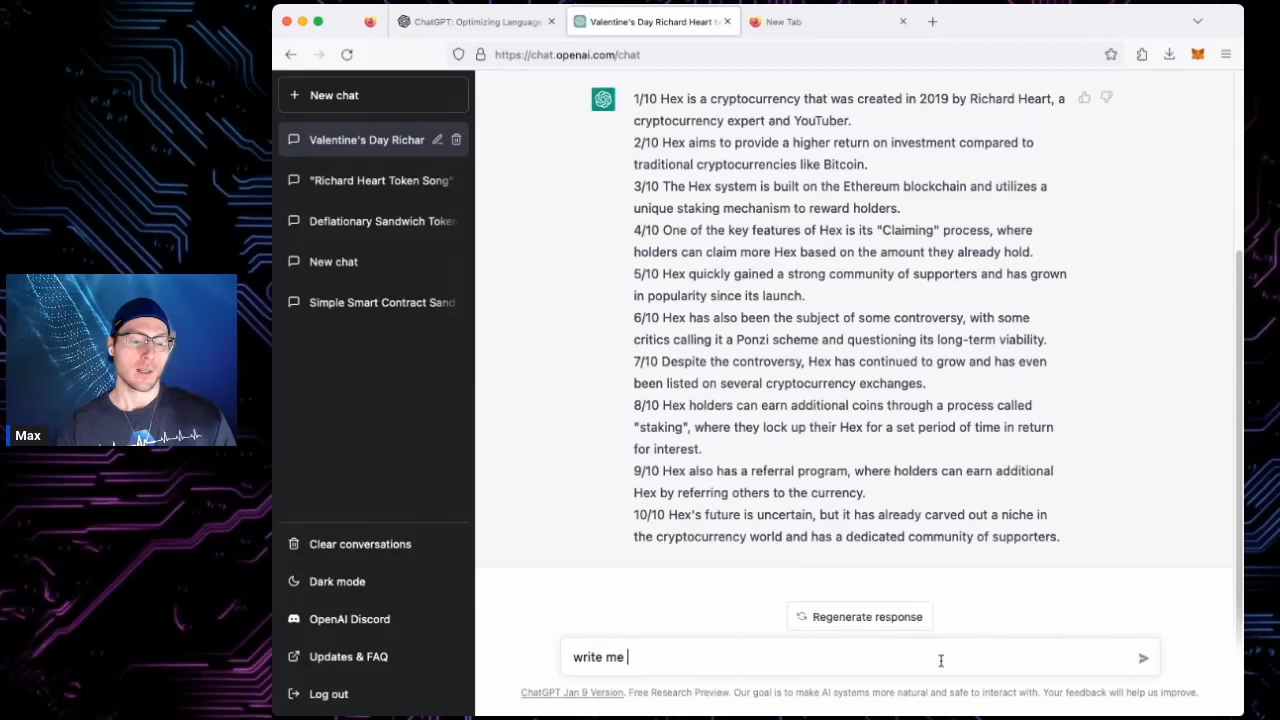 ChatGPT: Optimizing Language
Valentine's Day Richard Heart tw
New Tab
https://chat.openai.com/chat
New chat
Valentine's Day Richar
"Richard Heart Token Song"
Deflationary Sandwich Token
New chat
Simple Smart Contract Sand
Clear conversations
Dark mode
OpenAI Discord
Updates & FAQ
Log out
1/10 Hex is a cryptocurrency that was created in 2019 by Richard Heart, a
cryptocurrency expert and YouTuber.
2/10 Hex aims to provide a higher return on investment compared to
traditional cryptocurrencies like Bitcoin.
3/10 The Hex system is built on the Ethereum blockchain and utilizes a
unique staking mechanism to reward holders.
4/10 One of the key features of Hex is its "Claiming" process, where
holders can claim more Hex based on the amount they already hold.
5/10 Hex quickly gained a strong community of supporters and has grown
in popularity since its launch.
6/10 Hex has also been the subject of some controversy, with some
critics calling it a Ponzi scheme and questioning its long-term viability.
7/10 Despite the controversy, Hex has continued to grow and has even
been listed on several cryptocurrency exchanges.
8/10 Hex holders can earn additional coins through a process called
"staking", where they lock up their Hex for a set period of time in return
for interest.
9/10 Hex also has a referral program, where holders can earn additional
Hex by referring others to the currency.
10/10 Hex's future is uncertain, but it has already carved out a niche in
the cryptocurrency world and has a dedicated community of supporters.
Regenerate response
write me
ChatGPT Jan 9 Version. Free Research Preview. Our goal is to make AI systems more natural and safe to interact with. Your feedback will help us improve.
Max